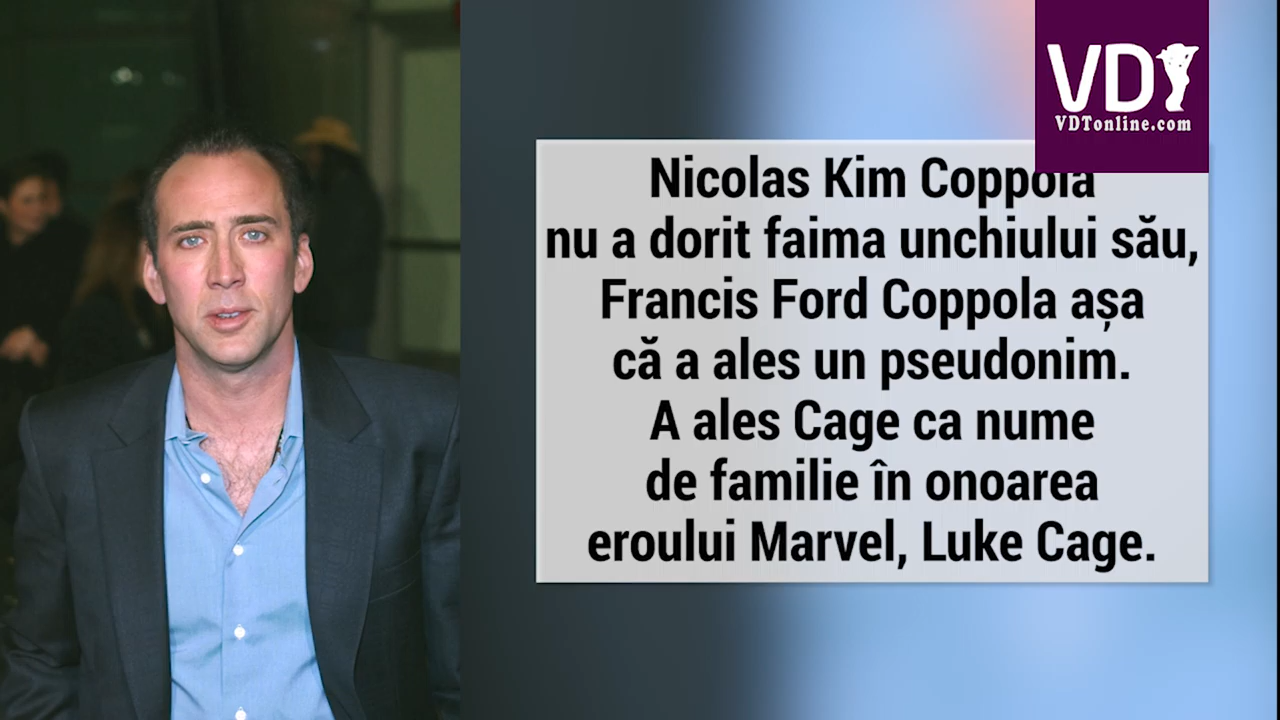 VD
VDTonline.com
Nicolas Kim Coppola
nu a dorit faima unchiului său,
Francis Ford Coppola așa
că a ales un pseudonim.
A ales Cage ca nume
de familie în onoarea
eroului Marvel, Luke Cage.